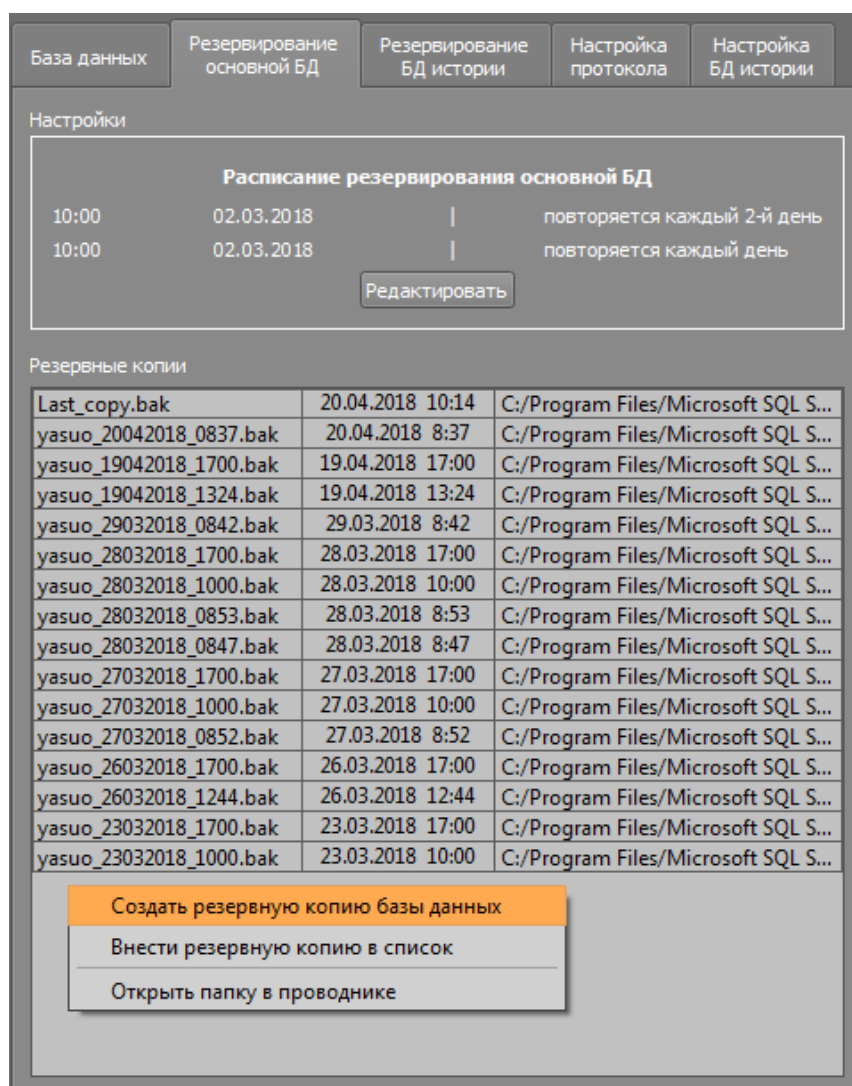 База данных
Резервирование
основной БД
Резервирование
БД истории
Настройка
протокола
Настройка
БД истории
Настройки
Расписание резервирования основной БД
10:00 02.03.2018 | повторяется каждый 2-й день
10:00 02.03.2018 | повторяется каждый день
Редактировать
Резервные копии
Last_copy.bak 20.04.2018 10:14 C:/Program Files/Microsoft SQL S...
yasuo_20042018_0837.bak 20.04.2018 8:37 C:/Program Files/Microsoft SQL S...
yasuo_19042018_1700.bak 19.04.2018 17:00 C:/Program Files/Microsoft SQL S...
yasuo_19042018_1324.bak 19.04.2018 13:24 C:/Program Files/Microsoft SQL S...
yasuo_29032018_0842.bak 29.03.2018 8:42 C:/Program Files/Microsoft SQL S...
yasuo_28032018_1700.bak 28.03.2018 17:00 C:/Program Files/Microsoft SQL S...
yasuo_28032018_1000.bak 28.03.2018 10:00 C:/Program Files/Microsoft SQL S...
yasuo_28032018_0853.bak 28.03.2018 8:53 C:/Program Files/Microsoft SQL S...
yasuo_28032018_0847.bak 28.03.2018 8:47 C:/Program Files/Microsoft SQL S...
yasuo_27032018_1700.bak 27.03.2018 17:00 C:/Program Files/Microsoft SQL S...
yasuo_27032018_1000.bak 27.03.2018 10:00 C:/Program Files/Microsoft SQL S...
yasuo_27032018_0852.bak 27.03.2018 8:52 C:/Program Files/Microsoft SQL S...
yasuo_26032018_1700.bak 26.03.2018 17:00 C:/Program Files/Microsoft SQL S...
yasuo_26032018_1244.bak 26.03.2018 12:44 C:/Program Files/Microsoft SQL S...
yasuo_23032018_1700.bak 23.03.2018 17:00 C:/Program Files/Microsoft SQL S...
yasuo_23032018_1000.bak 23.03.2018 10:00 C:/Program Files/Microsoft SQL S...
Создать резервную копию базы данных
Внести резервную копию в список
Открыть папку в проводнике